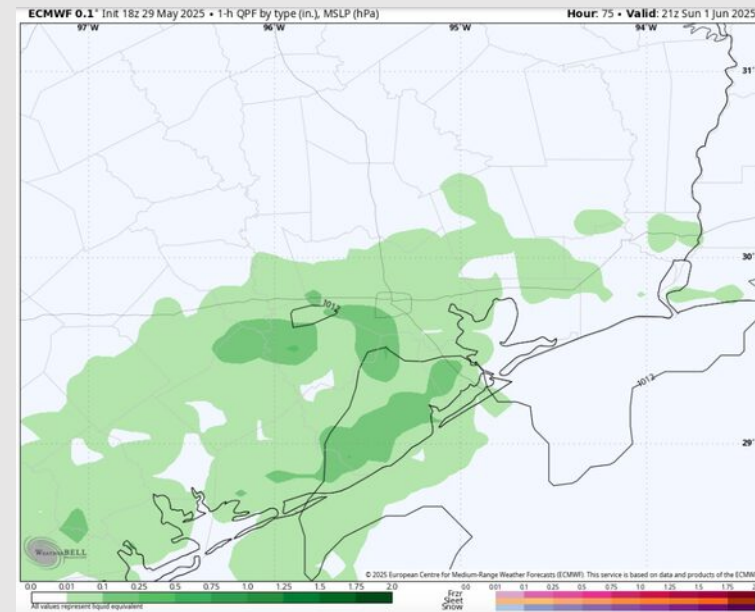 ECMWF 0.1° Init 18z 29 May 2025 • 1-h QPF by type (in.), MSLP (hPa)
Hour: 75 • Valid: 21z Sun 1 Jun 2025
97°W 96°W 95°W 94°W
31°
30°
1012
1012
29°
WeatherBELL
© 2025 European Centre for Medium-Range Weather Forecasts (ECMWF). This service is based on data and products of the ECMW
0.0 0.01 0.1 0.25 0.5 0.75 1.0 1.25 1.5 1.75 2.0
0.0 0.01 0.1 0.25 0.5 0.75 1.0 1.25 1.5 1.75
All values represent liquid equivalent
Frzr
Sleet
Snow